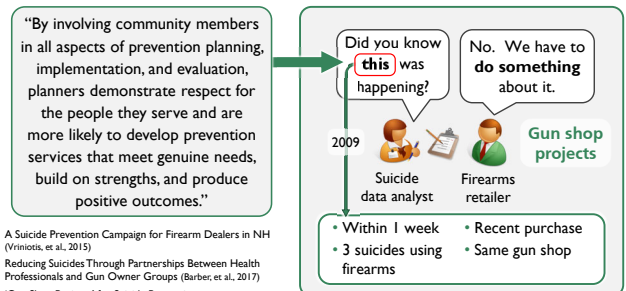 “By involving community members
in all aspects of prevention planning,
implementation, and evaluation,
planners demonstrate respect for
the people they serve and are
more likely to develop prevention
services that meet genuine needs,
build on strengths, and produce
positive outcomes.”
A Suicide Prevention Campaign for Firearm Dealers in NH
(Vriniotis, et al., 2015)
Reducing Suicides Through Partnerships Between Health
Professionals and Gun Owner Groups (Barber, et al., 2017)
Did you know
this was
happening?
No. We have to
do something
about it.
2009
Suicide
data analyst
Firearms
retailer
Gun shop
projects
• Within 1 week
• 3 suicides using
firearms
• Recent purchase
• Same gun shop